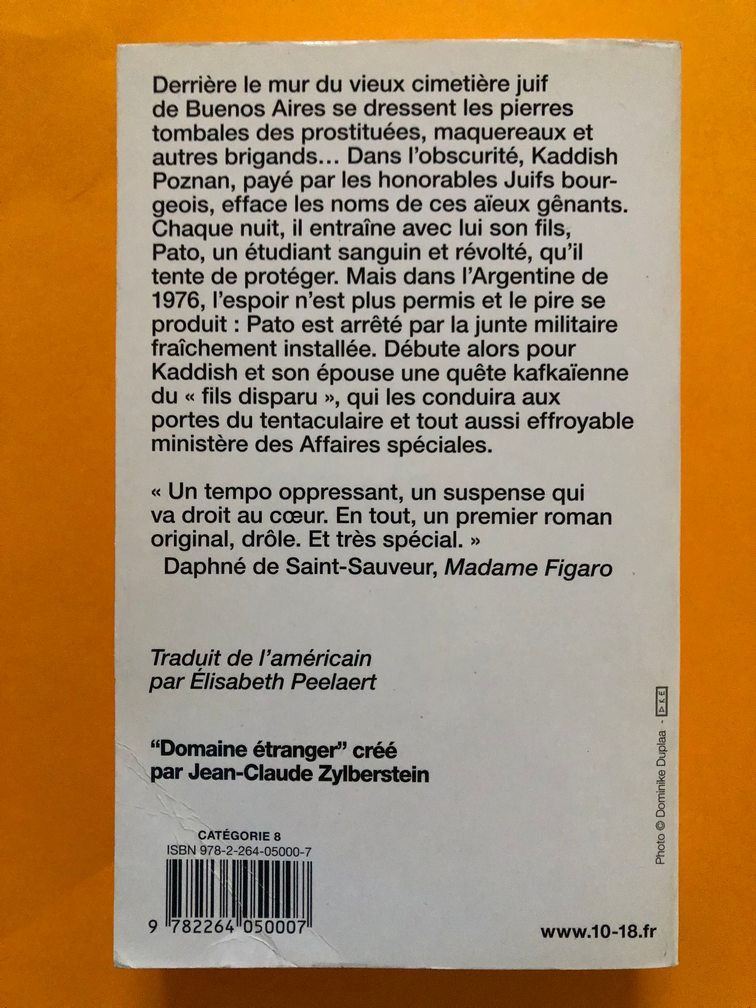 Derrière le mur du vieux cimetière juif
de Buenos Aires se dressent les pierres
tombales des prostituées, maquereaux et
autres brigands... Dans l'obscurité, Kaddish
Poznan, payé par les honorables Juifs bour-
geois, efface les noms de ces aïeux gênants.
Chaque nuit, il entraîne avec lui son fils,
Pato, un étudiant sanguin et révolté, qu'il
tente de protéger. Mais dans l'Argentine de
1976, l'espoir n'est plus permis et le pire se
produit : Pato est arrêté par la junte militaire
fraîchement installée. Débute alors pour
Kaddish et son épouse une quête kafkaïenne
du « fils disparu », qui les conduira aux
portes du tentaculaire et tout aussi effroyable
ministère des Affaires spéciales.
« Un tempo oppressant, un suspense qui
va droit au cœur. En tout, un premier roman
original, drôle. Et très spécial. »
Daphné de Saint-Sauveur, Madame Figaro
Traduit de l'américain
par Élisabeth Peelaert
"Domaine étranger" créé
par Jean-Claude Zylberstein
Photo © Dominike Duplaa -
CATÉGORIE 8
ISBN 978-2-264-05000-7
9 782264 050007
www.10-18.fr